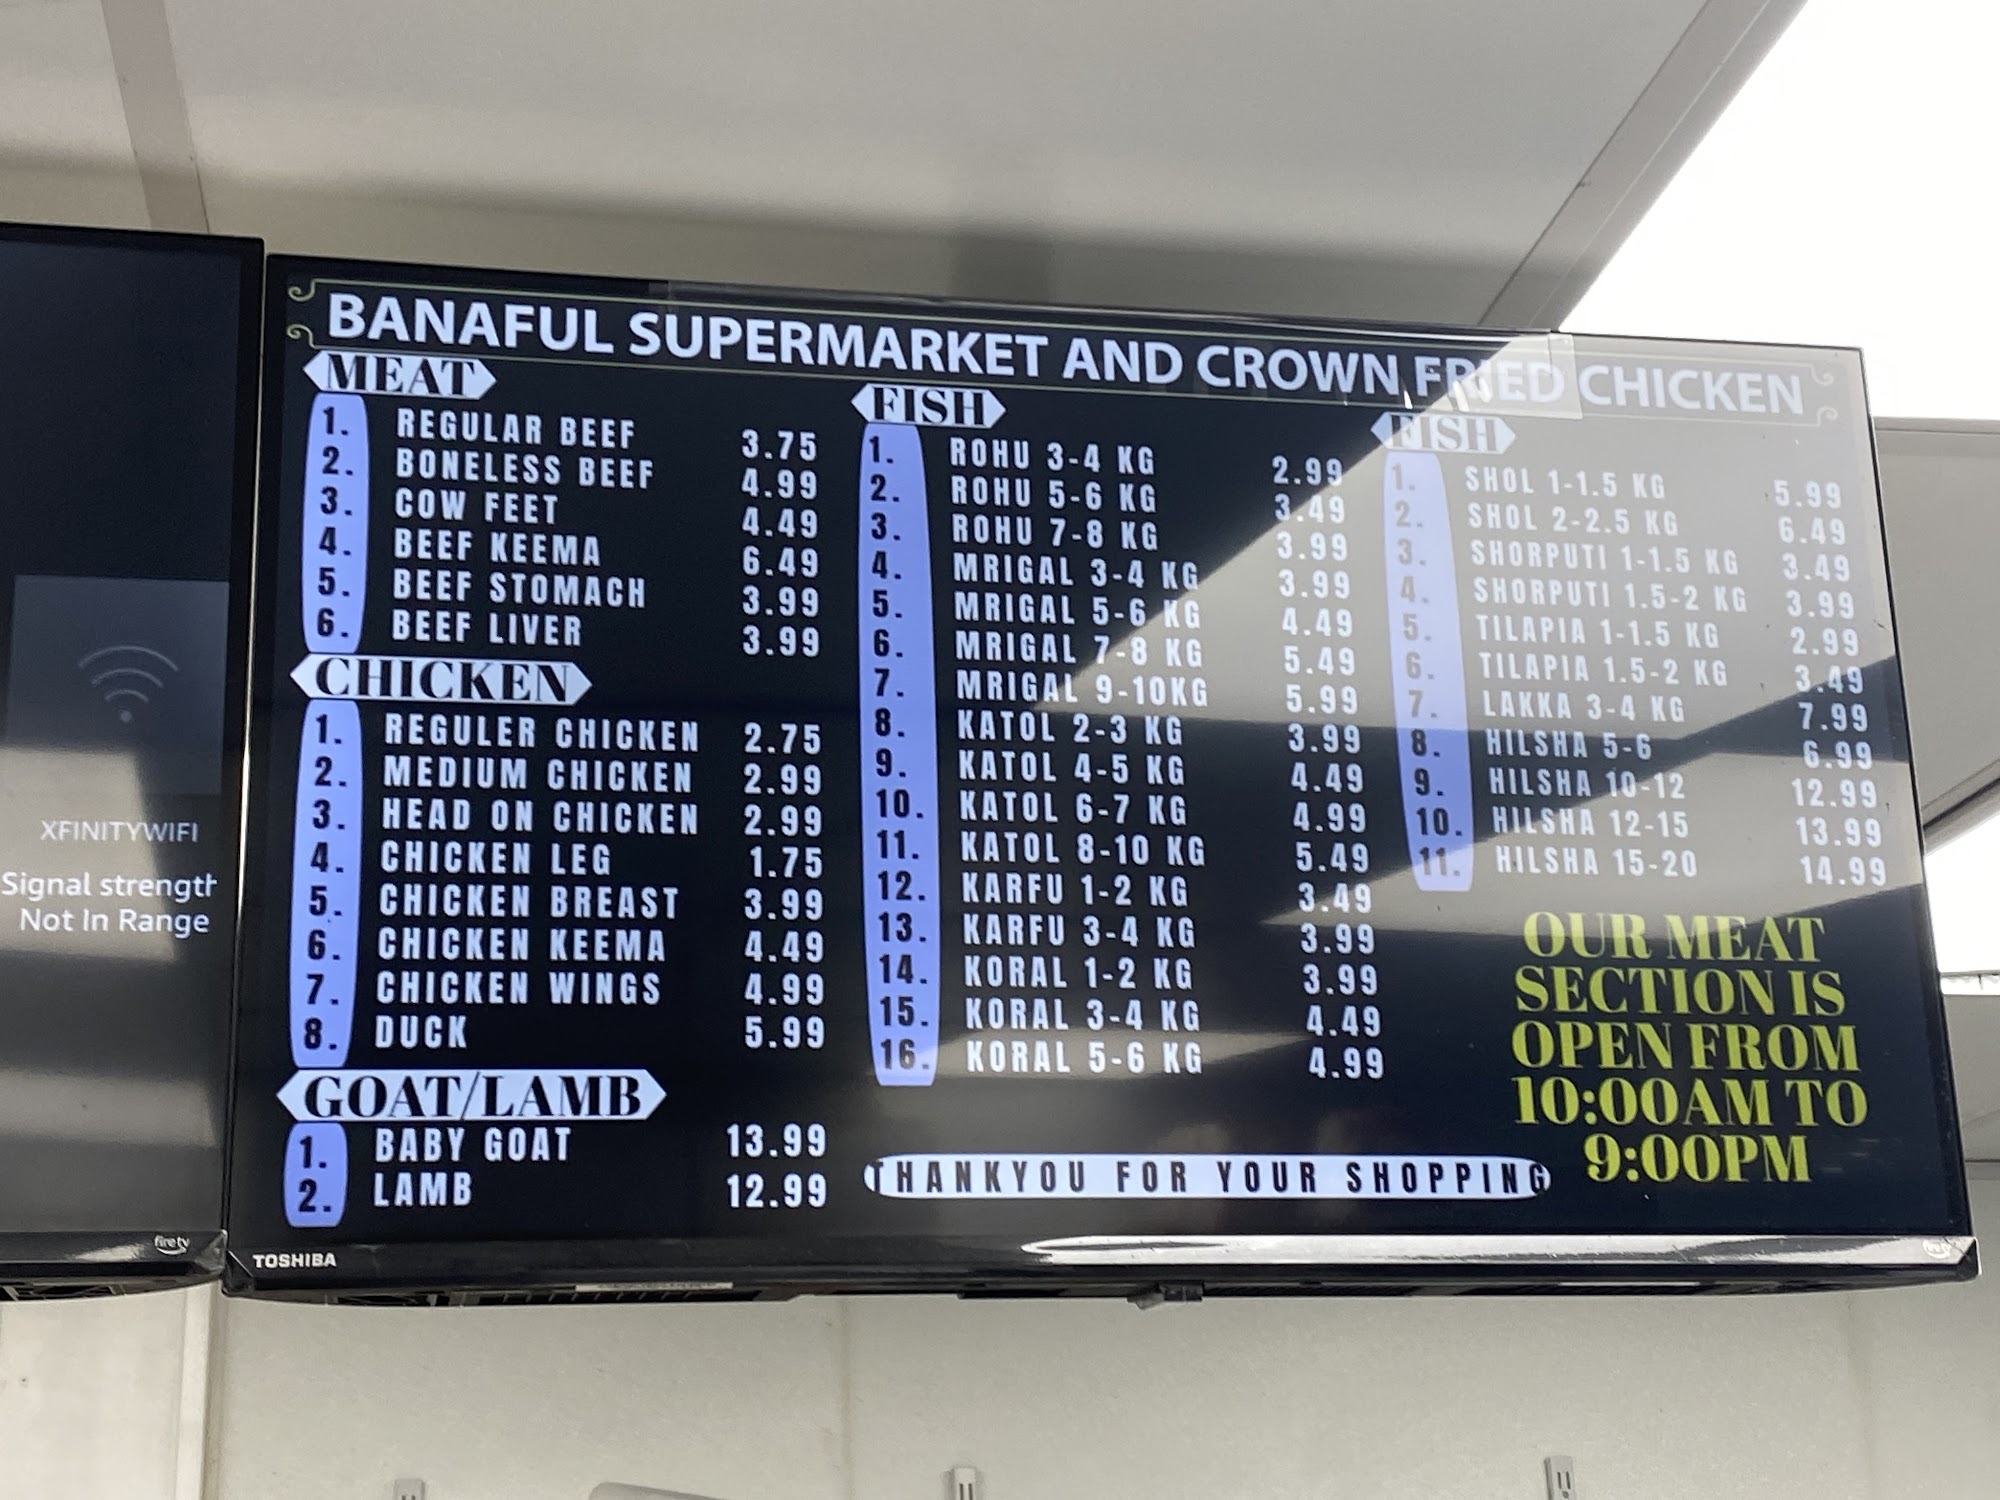 BANAFUL SUPERMARKET AND CROWN FRIED CHICKEN
MEAT
1. REGULAR BEEF 3.75
2. BONELESS BEEF 4.99
3. COW FEET 4.49
4. BEEF KEEMA 6.49
5. BEEF STOMACH 3.99
6. BEEF LIVER 3.99
CHICKEN
1. REGULER CHICKEN 2.75
2. MEDIUM CHICKEN 2.99
3. HEAD ON CHICKEN 2.99
4. CHICKEN LEG 1.75
5. CHICKEN BREAST 3.99
6. CHICKEN KEEMA 4.49
7. CHICKEN WINGS 4.99
8. DUCK 5.99
GOAT/LAMB
1. BABY GOAT 13.99
2. LAMB 12.99
FISH
1. ROHU 3-4 KG 2.99
2. ROHU 5-6 KG 3.49
3. ROHU 7-8 KG 3.99
4. MRIGAL 3-4 KG 3.99
5. MRIGAL 5-6 KG 4.49
6. MRIGAL 7-8 KG 5.49
7. MRIGAL 9-10KG 5.99
8. KATOL 2-3 KG 3.99
9. KATOL 4-5 KG 4.49
10. KATOL 6-7 KG 4.99
11. KATOL 8-10 KG 5.49
12. KARFU 1-2 KG 3.49
13. KARFU 3-4 KG 3.99
14. KORAL 1-2 KG 3.99
15. KORAL 3-4 KG 4.49
16. KORAL 5-6 KG 4.99
FISH
1. SHOL 1-1.5 KG 5.99
2. SHOL 2-2.5 KG 6.49
3. SHORPUTI 1-1.5 KG 3.49
4. SHORPUTI 1.5-2 KG 3.99
5. TILAPIA 1-1.5 KG 2.99
6. TILAPIA 1.5-2 KG 3.49
7. LAKKA 3-4 KG 7.99
8. HILSHA 5-6 6.99
9. HILSHA 10-12 12.99
10. HILSHA 12-15 13.99
11. HILSHA 15-20 14.99
OUR MEAT
SECTION IS
OPEN FROM
10:00AM TO
9:00PM
THANKYOU FOR YOUR SHOPPING
XFINITYWIFI
Signal strength
Not In Range
firetv
TOSHIBA